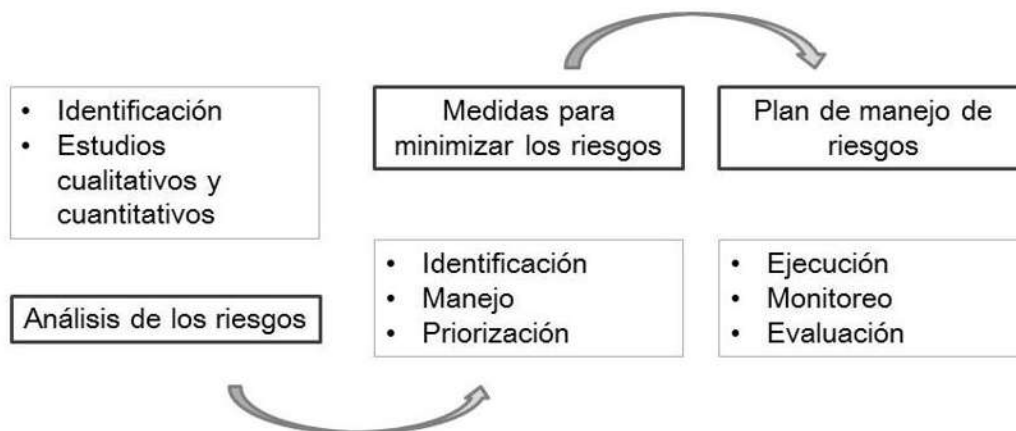 • Identificación
• Estudios
cualitativos y
cuantitativos
Análisis de los riesgos
Medidas para
minimizar los riesgos
• Identificación
• Manejo
• Priorización
Plan de manejo de
riesgos
• Ejecución
• Monitoreo
• Evaluación